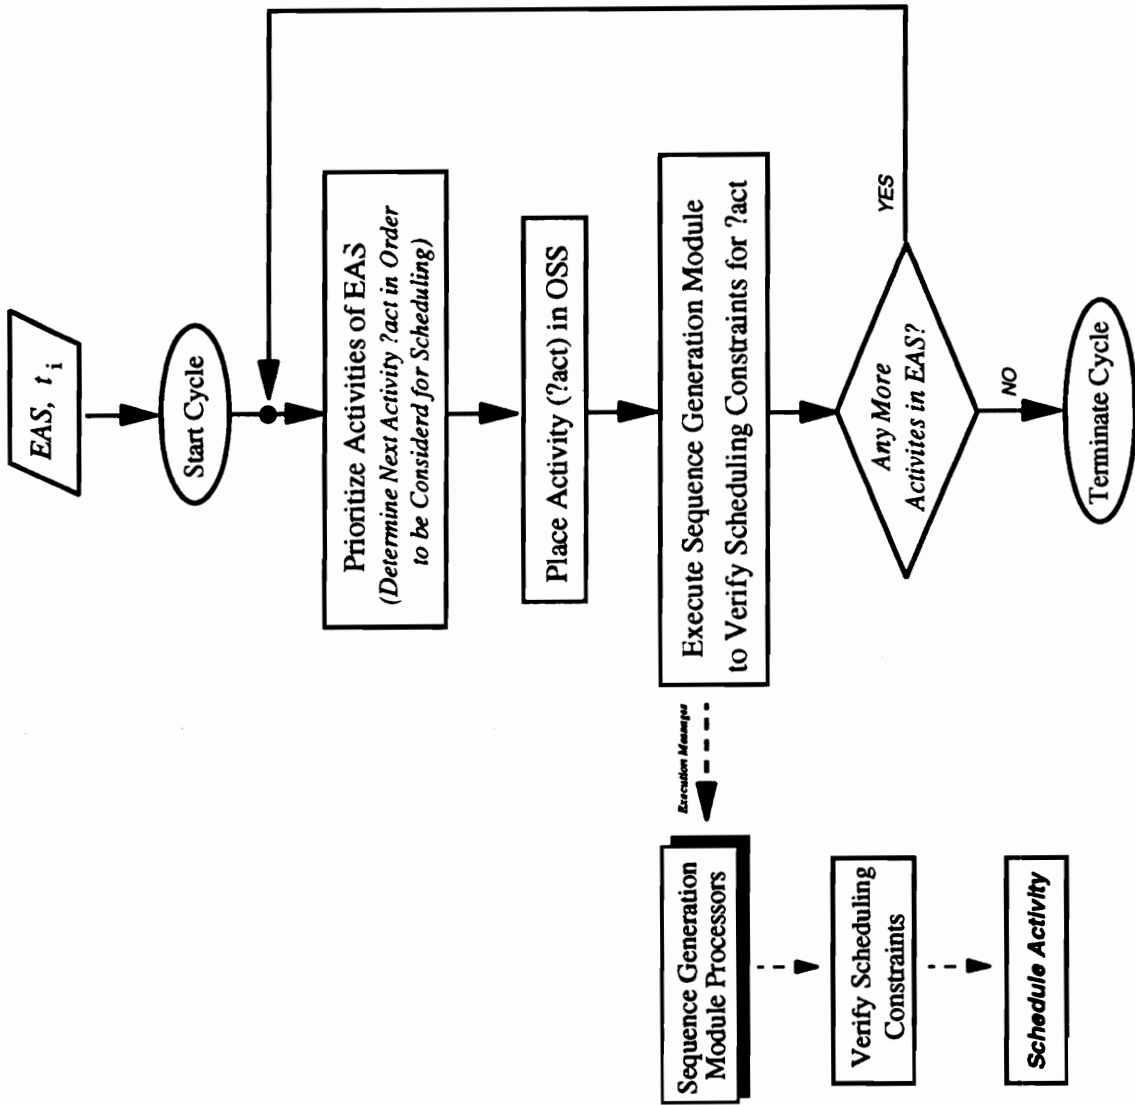 EAS, t i
Start Cycle
Prioritize Activities of EAS
(Determine Next Activity ?act in Order
to be Considerd for Scheduling)
Place Activity (?act) in OSS
Execute Sequence Generation Module
to Verify Scheduling Constraints for ?act
Any More
Activites in EAS?
YES
NO
Terminate Cycle
Execution Messages
Sequence Generation
Module Processors
Verify Scheduling
Constraints
Schedule Activity